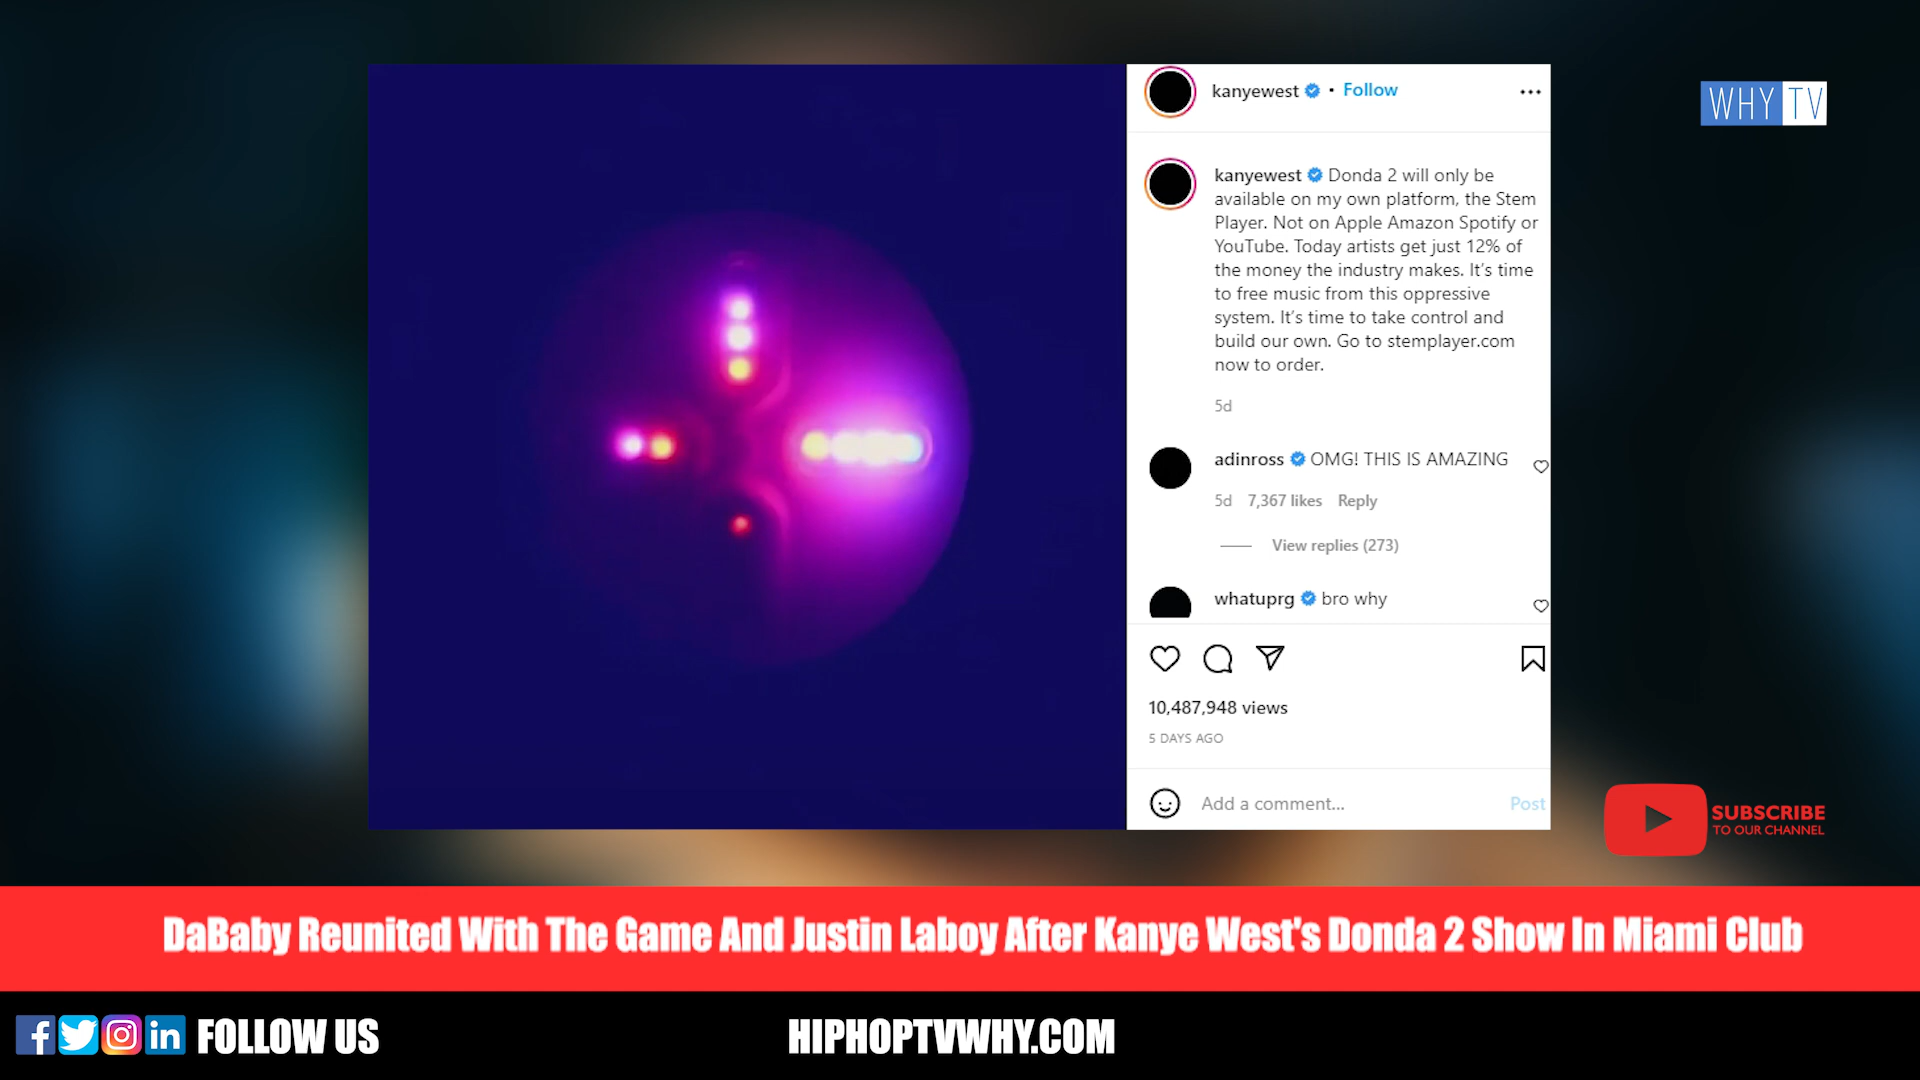 kanyewest • Follow
WHY TV
kanyewest Donda 2 will only be
available on my own platform, the Stem
Player. Not on Apple Amazon Spotify or
YouTube. Today artists get just 12% of
the money the industry makes. It's time
to free music from this oppressive
system. It's time to take control and
build our own. Go to stemplayer.com
now to order.
5d
adinross OMG! THIS IS AMAZING
5d 7,367 likes Reply
View replies (273)
whatuprg bro why
10,487,948 views
5 DAYS AGO
Add a comment... Post
SUBSCRIBE
TO OUR CHANNEL
DaBaby Reunited With The Game And Justin Laboy After Kanye West's Donda 2 Show In Miami Club
FOLLOW US
HIPHOPTVWHY.COM